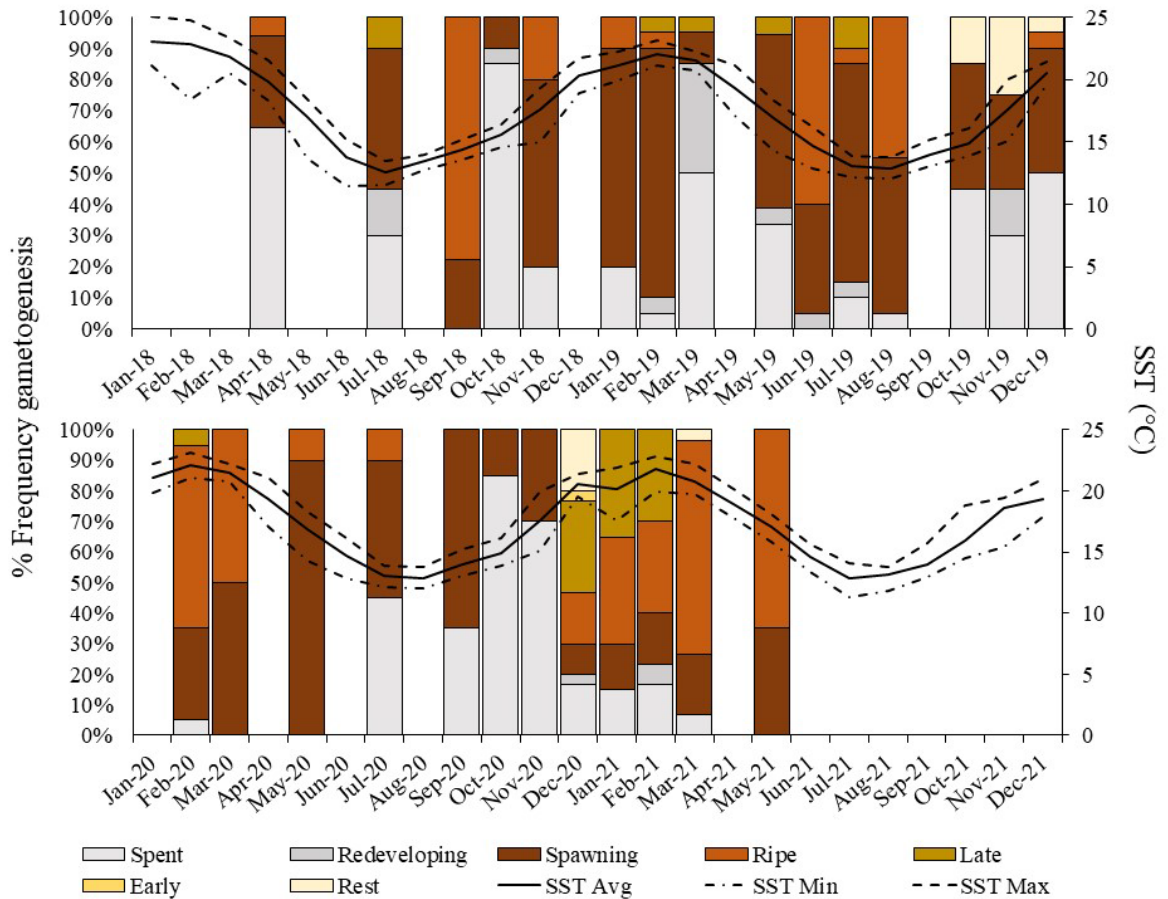 100%
90%
80%
70%
60%
50%
40%
30%
20%
10%
0%
25
20
15
10
5
0
Jan-18
Feb-18
Mar-18
Apr-18
May-18
Jun-18
Jul-18
Aug-18
Sep-18
Oct-18
Nov-18
Dec-18
Jan-19
Feb-19
Mar-19
Apr-19
May-19
Jun-19
Jul-19
Aug-19
Sep-19
Oct-19
Nov-19
Dec-19
% Frequency gametogenesis
SST (°C)
100%
90%
80%
70%
60%
50%
40%
30%
20%
10%
0%
25
20
15
10
5
0
Jan-20
Feb-20
Mar-20
Apr-20
May-20
Jun-20
Jul-20
Aug-20
Sep-20
Oct-20
Nov-20
Dec-20
Jan-21
Feb-21
Mar-21
Apr-21
May-21
Jun-21
Jul-21
Aug-21
Sep-21
Oct-21
Nov-21
Dec-21
Spent Redeveloping Spawning Ripe Late
Early Rest SST Avg SST Min SST Max